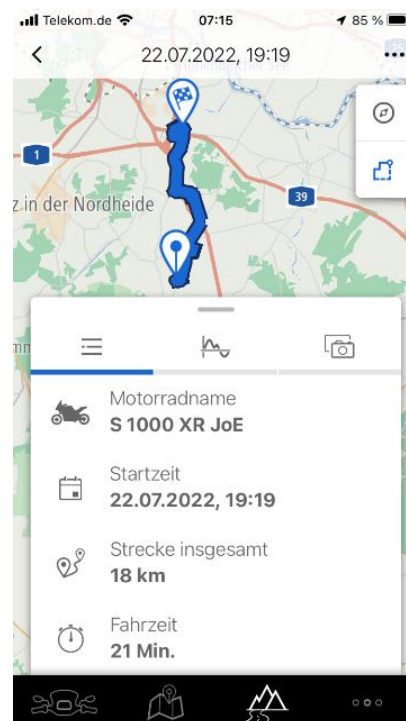 Telekom.de 07:15 85 %
22.07.2022, 19:19
1
39
z in der Nordheide
Motorradname
S 1000 XR JoE
Startzeit
22.07.2022, 19:19
Strecke insgesamt
18 km
Fahrzeit
21 Min.